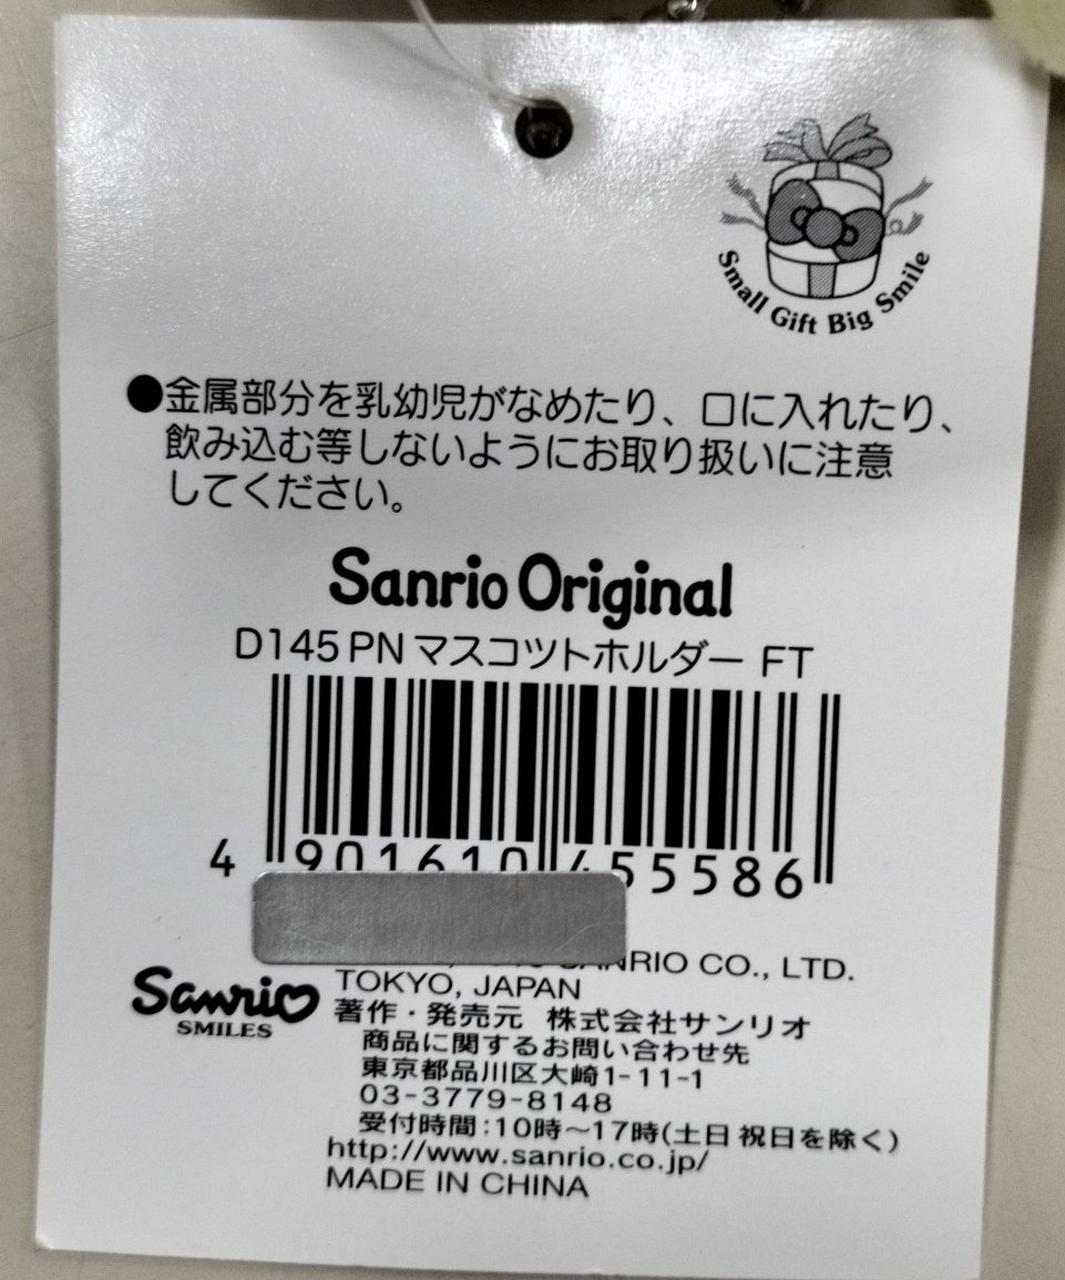 Small Gift Big Smile
●金属部分を乳幼児がなめたり、口に入れたり、
飲み込む等しないようにお取り扱いに注意
してください。
Sanrio Original
D145 PN マスコツトホルダー FT
4 901610 455586
SANRIO CO., LTD.
TOKYO, JAPAN
Sanrio
SMILES
著作・発売元 株式会社サンリオ
商品に関するお問い合わせ先
東京都品川区大崎1-11-1
03-3779-8148
受付時間:10時〜17時(土日祝日を除く)
http://www.sanrio.co.jp/
MADE IN CHINA